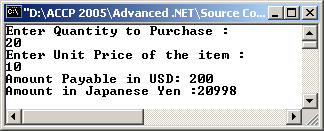 "D:\ACCP 2005\Advanced .NET\Source Co...
Enter Quantity to Purchase :
20
Enter Unit Price of the item :
10
Amount Payable in USD: 200
Amount in Japanese Yen :20998